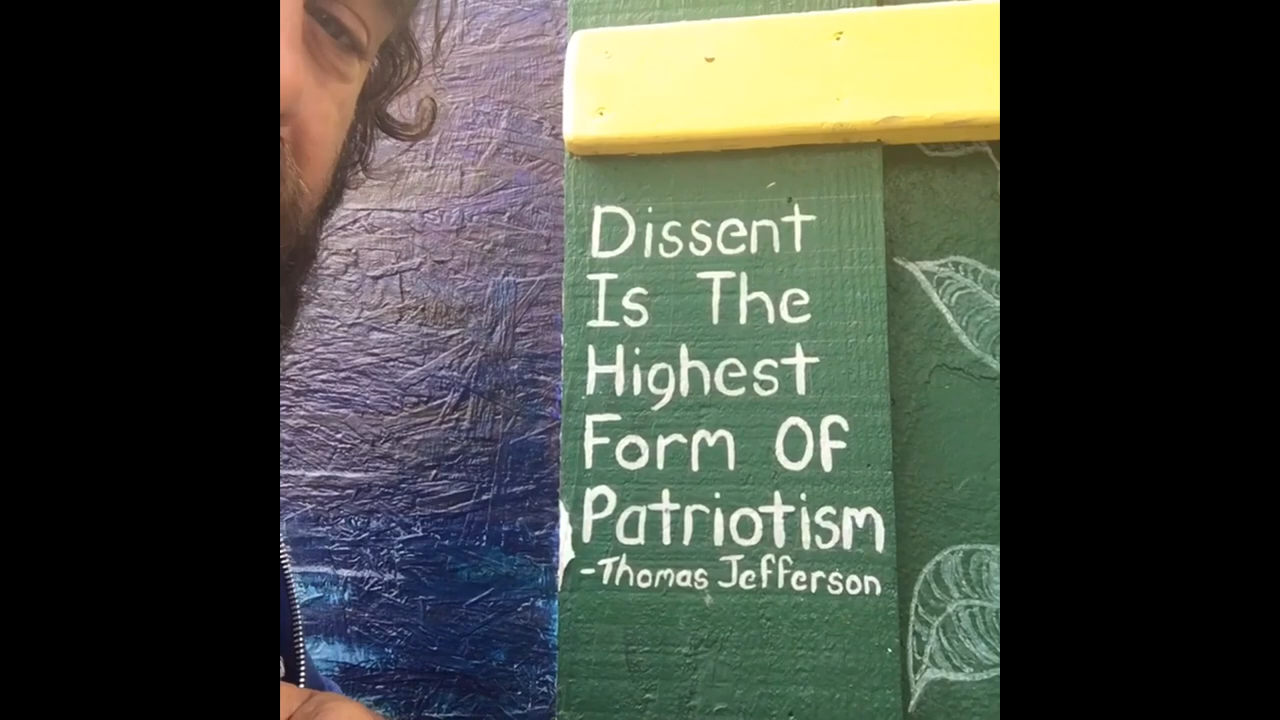 Dissent
Is The
Highest
Form Of
Patriotism
-Thomas Jefferson